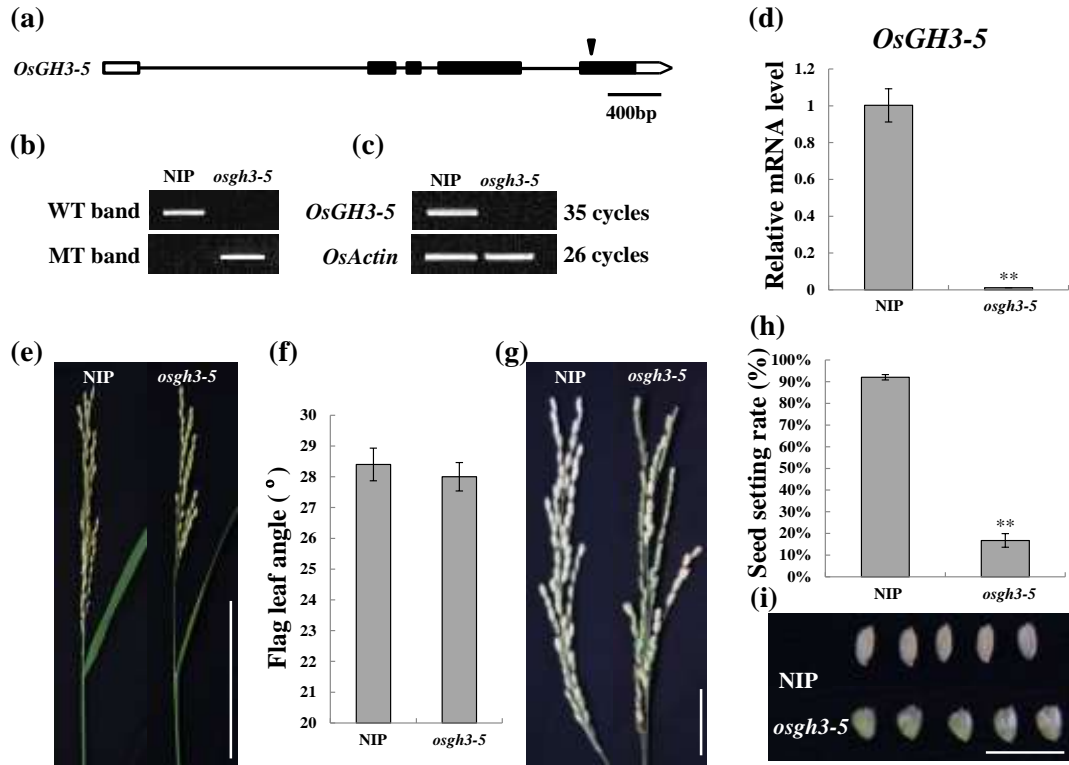 (a)
OsGH3-5
400bp
(b)
NIP osgh3-5
WT band
MT band
(c)
NIP osgh3-5
OsGH3-5 35 cycles
OsActin 26 cycles
(d)
OsGH3-5
Relative mRNA level
1.2
1
0.8
0.6
0.4
0.2
0
**
NIP osgh3-5
(e)
NIP osgh3-5
(f)
Flag leaf angle ( º )
30
29
28
27
26
25
24
23
22
21
20
NIP osgh3-5
(g)
NIP osgh3-5
(h)
Seed setting rate (%)
100%
90%
80%
70%
60%
50%
40%
30%
20%
10%
0%
**
NIP osgh3-5
(i)
NIP
osgh3-5